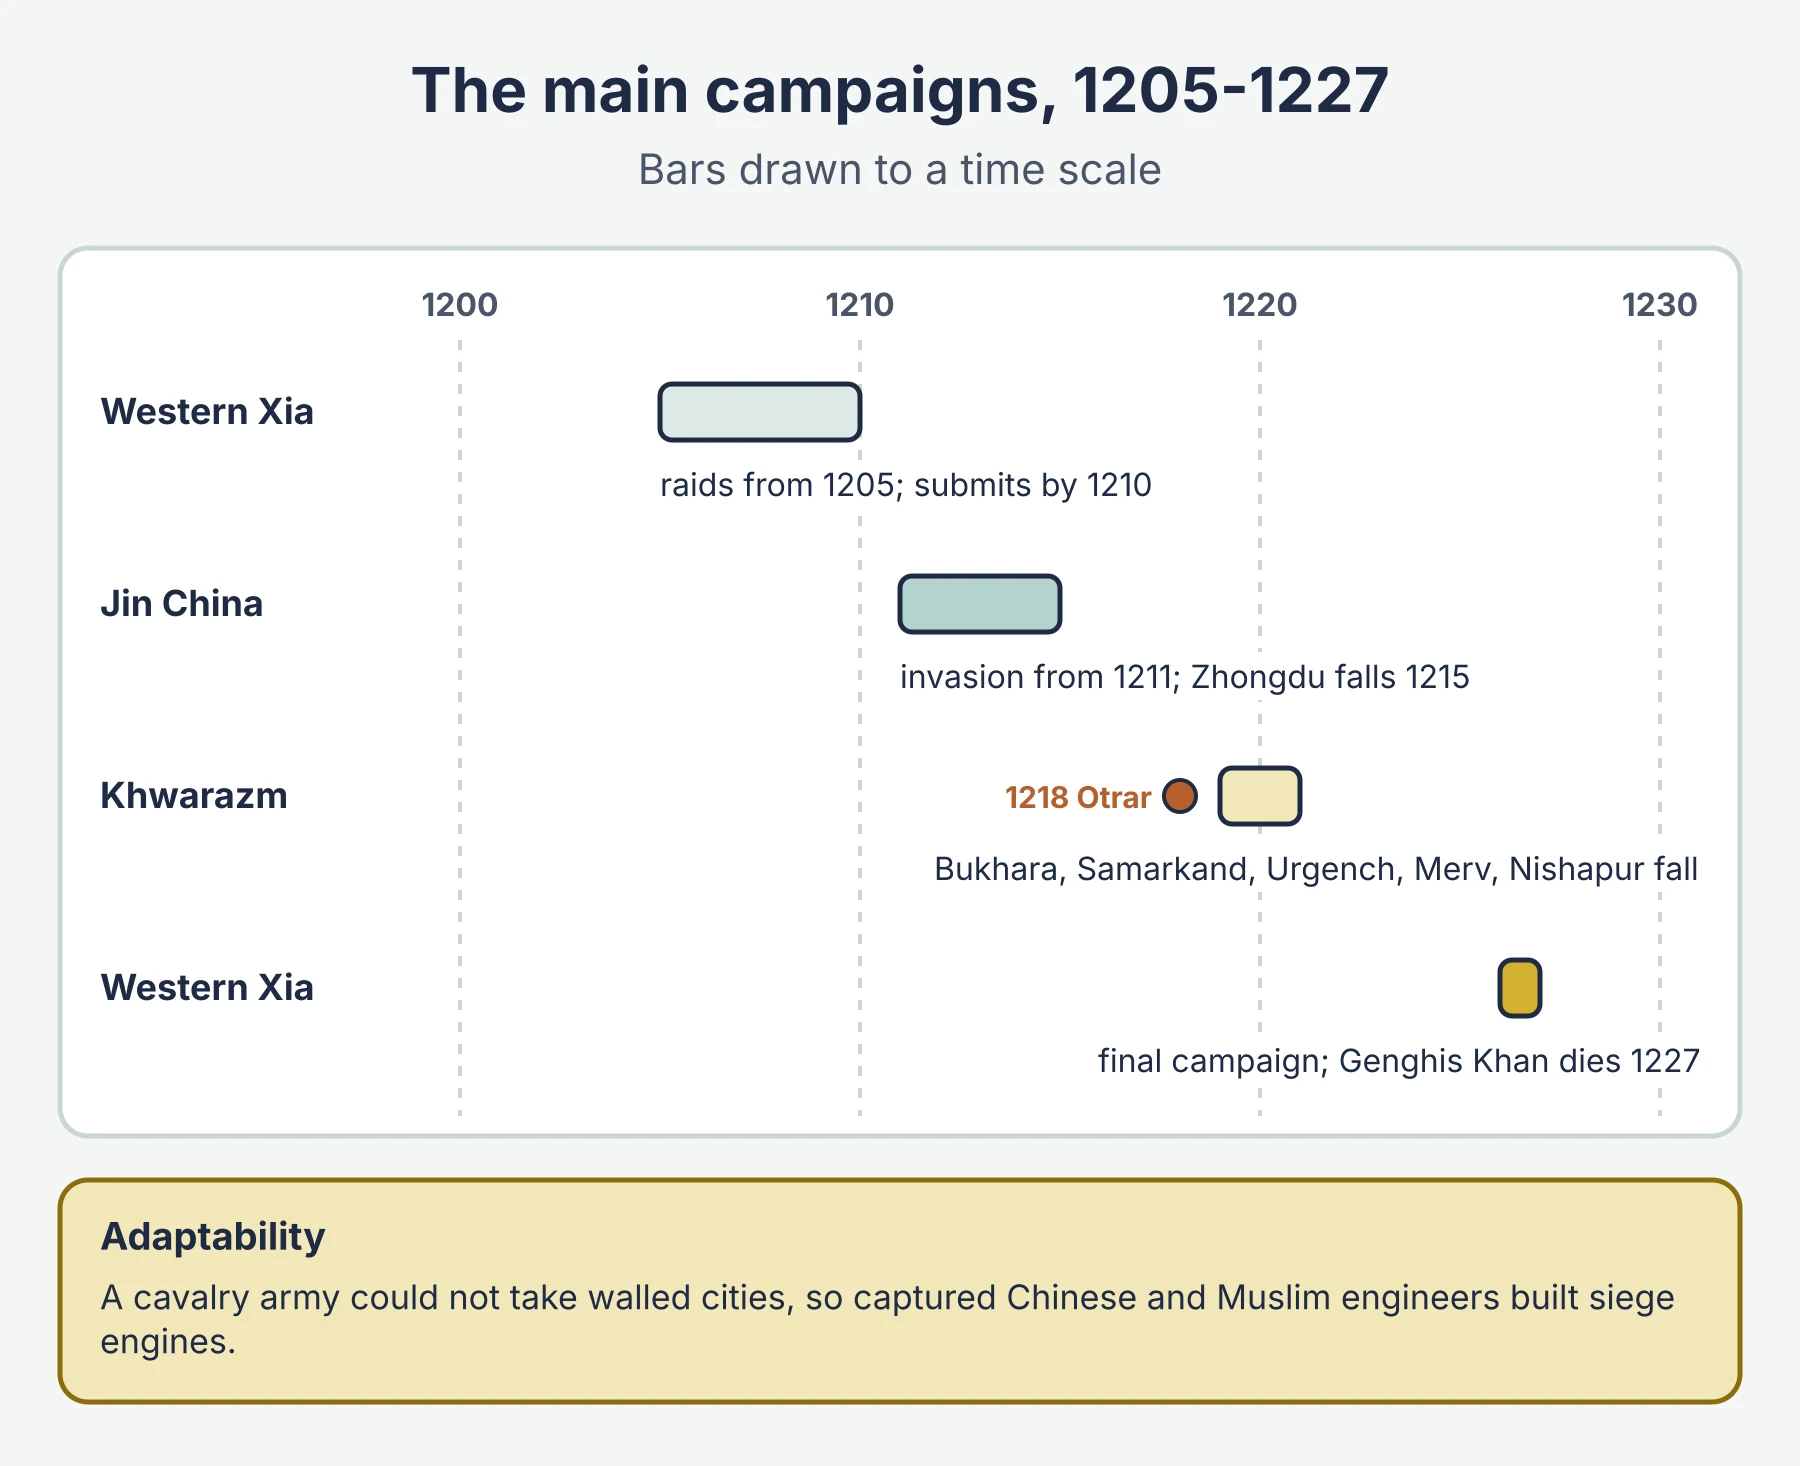 The main campaigns, 1205-1227
Bars drawn to a time scale
1200 1210 1220 1230
Western Xia
raids from 1205; submits by 1210
Jin China
invasion from 1211; Zhongdu falls 1215
Khwarazm
1218 Otrar
Bukhara, Samarkand, Urgench, Merv, Nishapur fall
Western Xia
final campaign; Genghis Khan dies 1227
Adaptability
A cavalry army could not take walled cities, so captured Chinese and Muslim engineers built siege
engines.